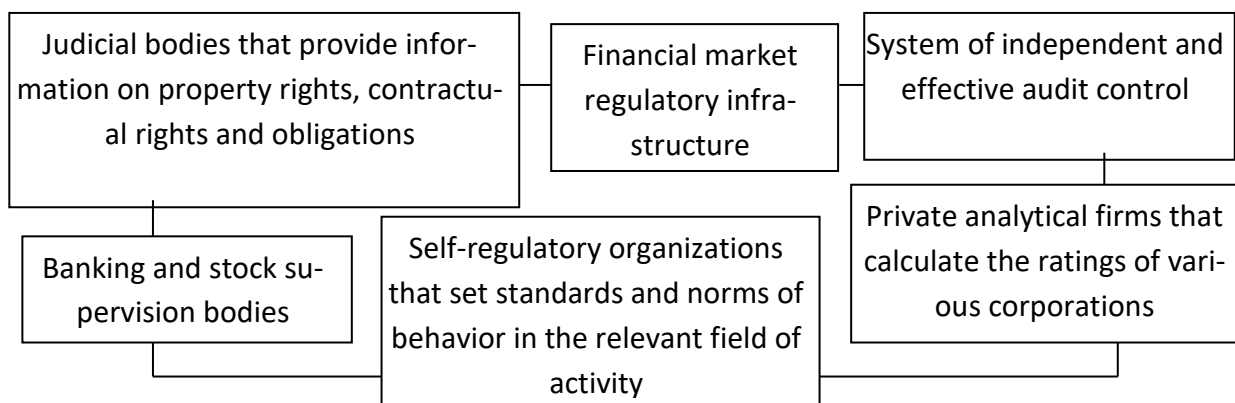 Judicial bodies that provide infor-
mation on property rights, contractu-
al rights and obligations
Financial market
regulatory infra-
structure
System of independent and
effective audit control
Banking and stock su-
pervision bodies
Self-regulatory organizations
that set standards and norms of
behavior in the relevant field of
activity
Private analytical firms that
calculate the ratings of vari-
ous corporations